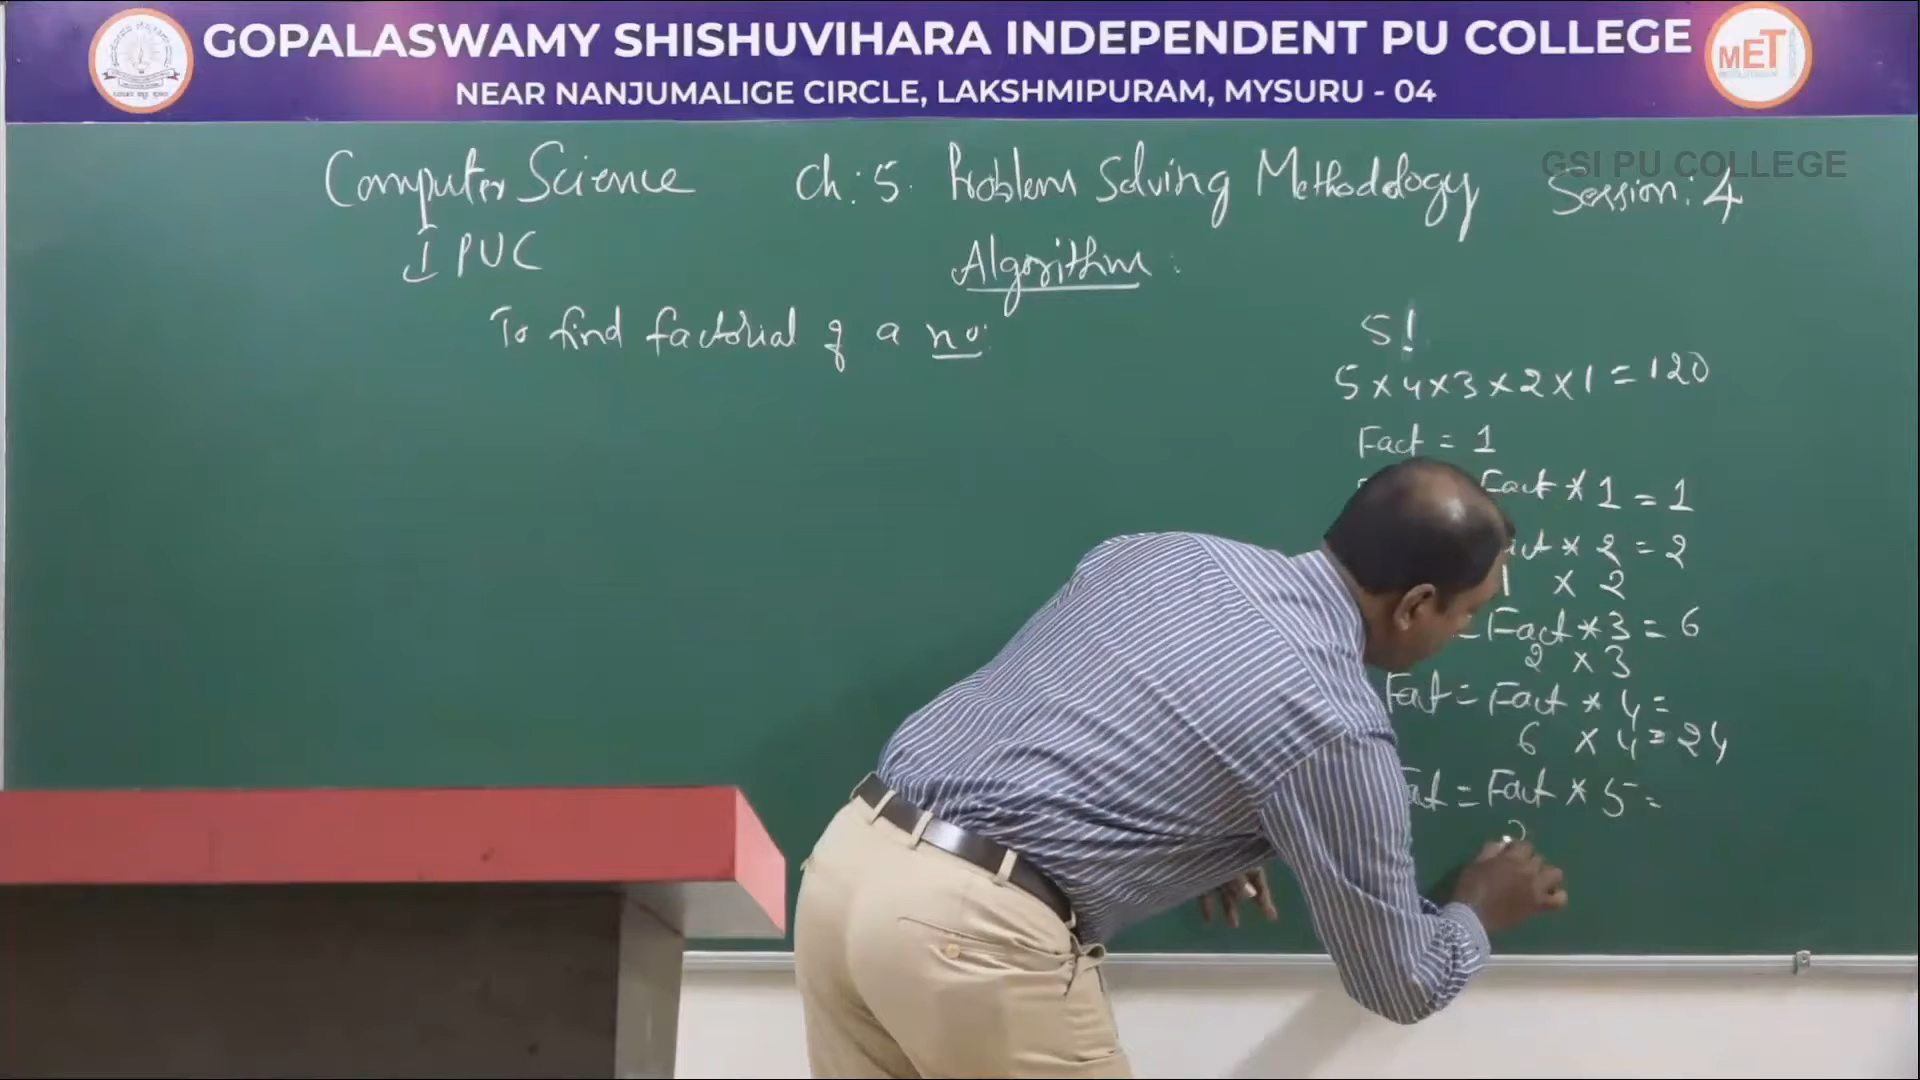 GOPALASWAMY SHISHUVIHARA INDEPENDENT PU COLLEGE
NEAR NANJUMALIGE CIRCLE, LAKSHMIPURAM, MYSURU - 04
MET
GSI PU COLLEGE
Computer Science Ch: 5. Problem Solving Methodology Session: 4
I PUC
Algorithm:
To find factorial of a no:
5!
5 x 4 x 3 x 2 x 1 = 120
Fact = 1
Fact * 1 = 1
* 2 = 2
1 x 2
= Fact * 3 = 6
2 x 3
Fact = Fact * 4 =
6 x 4 = 24
= Fact * 5 =